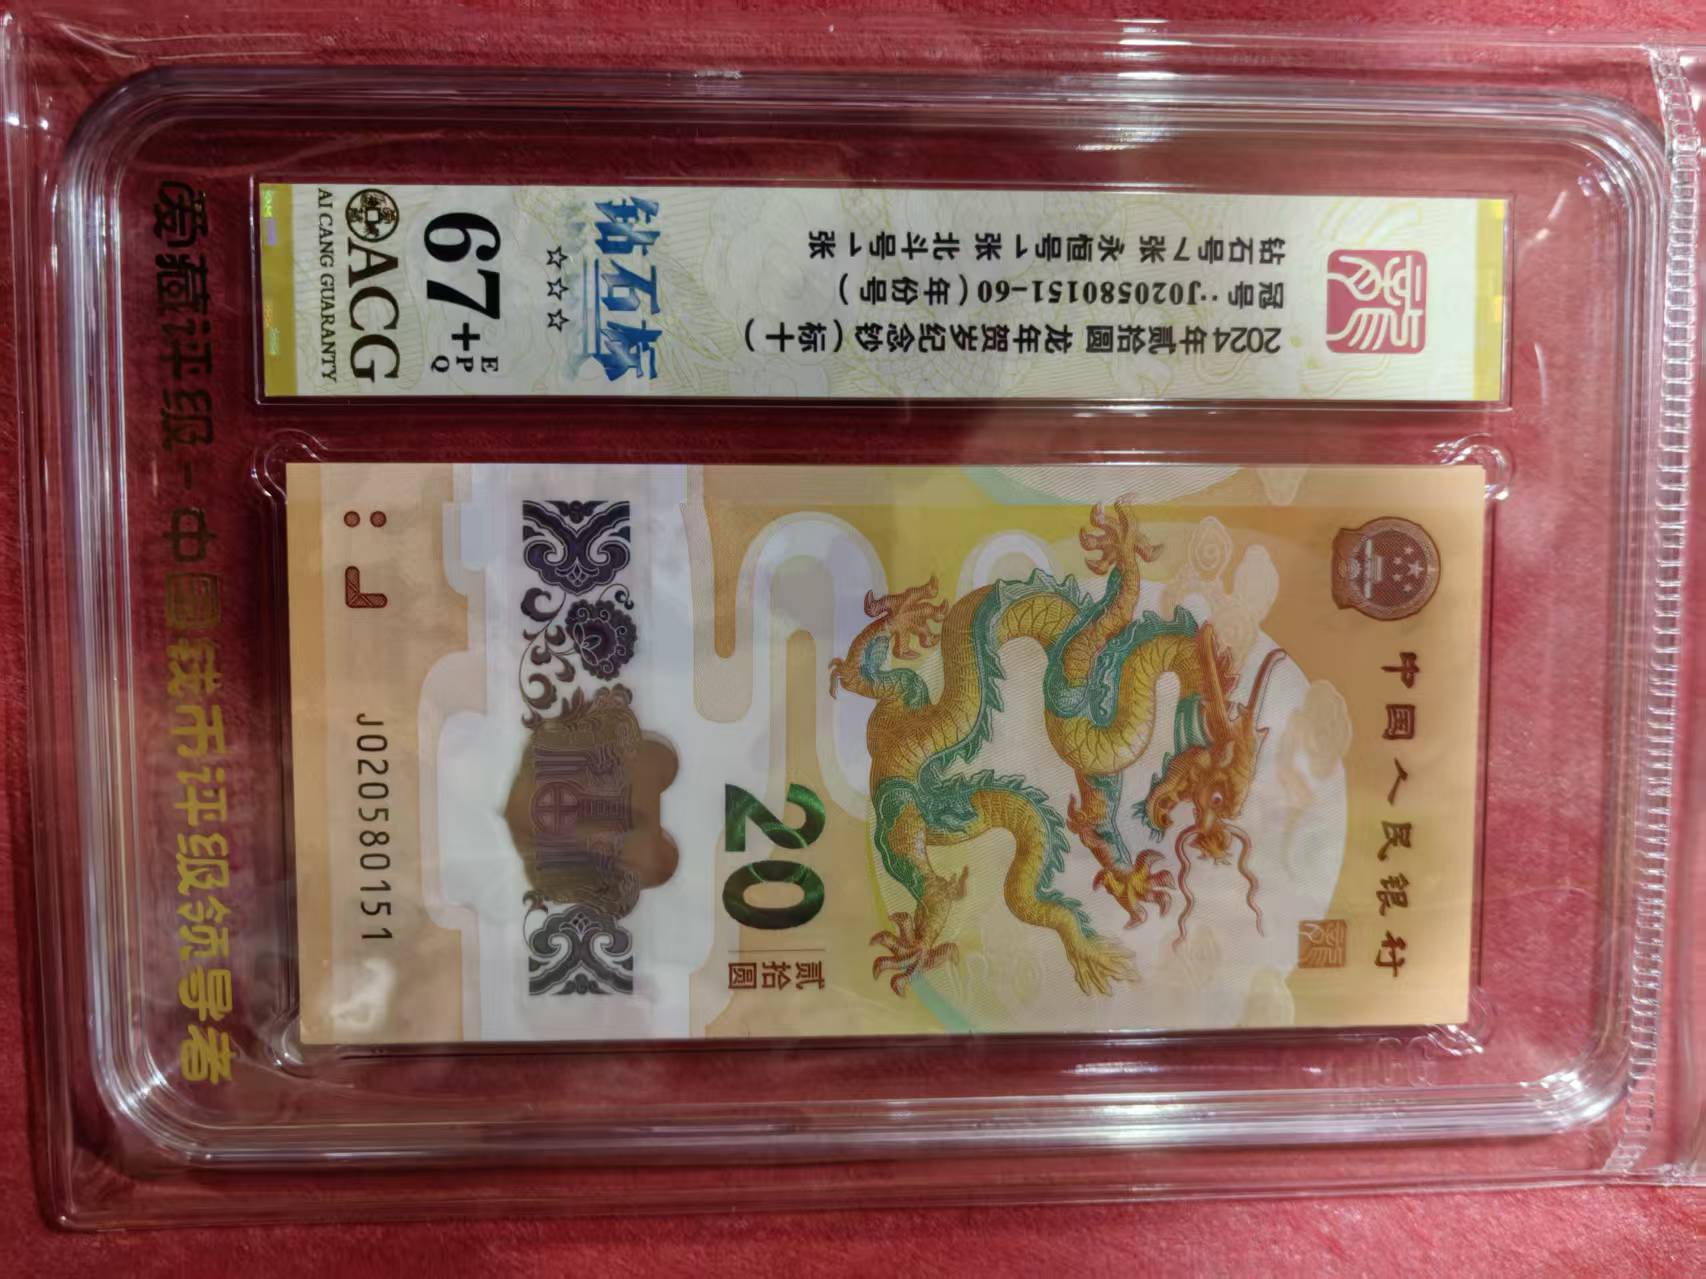 2024年贰拾圆 龙年贺岁纪念钞(标十)
冠号:J020580151-60(年份号)
钻石号7张 永恒号1张 北斗号1张
钻石标
☆☆☆
67+
E
P
Q
ACG
AI CANG GUARANTY
中国人民银行
20
贰拾圆
J020580151
爱藏评级-中国钱币评级领导者